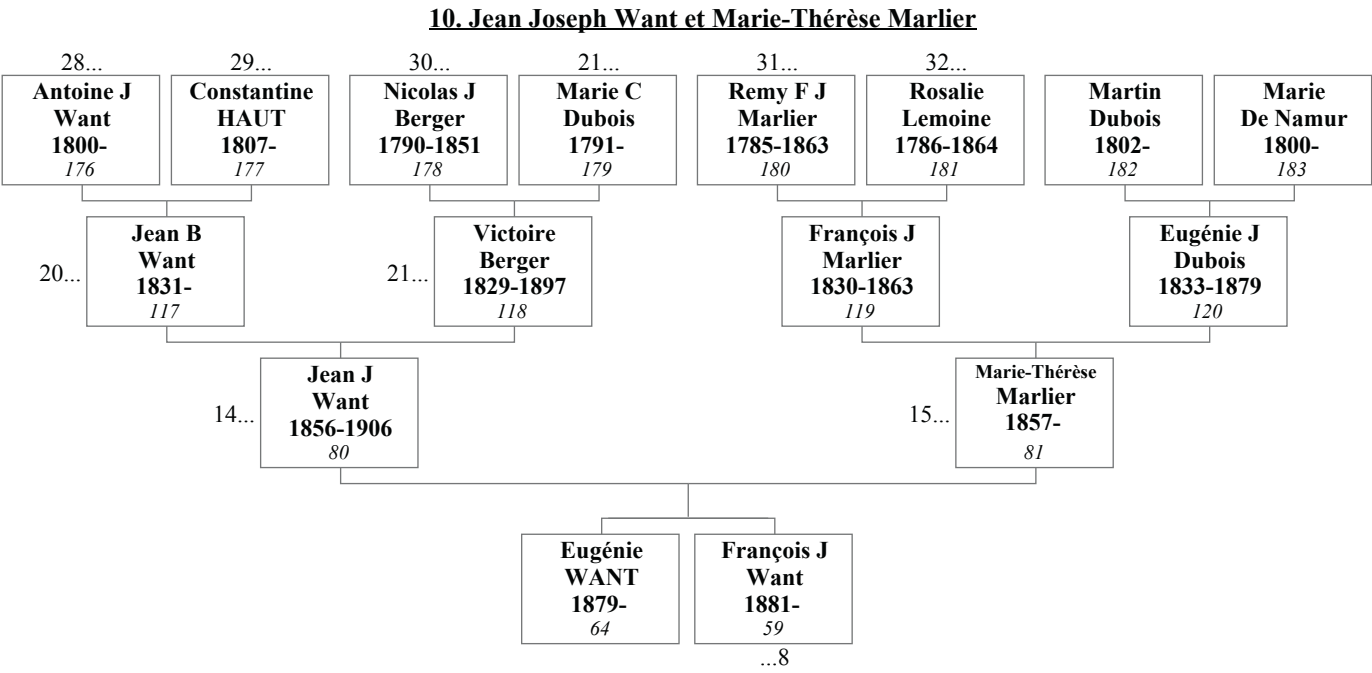 10. Jean Joseph Want et Marie-Thérèse Marlier
28...
29...
30...
21...
31...
32...
Antoine J
Want
1800-
176
Constantine
HAUT
1807-
177
Nicolas J
Berger
1790-1851
178
Marie C
Dubois
1791-
179
Remy F J
Marlier
1785-1863
180
Rosalie
Lemoine
1786-1864
181
Martin
Dubois
1802-
182
Marie
De Namur
1800-
183
20...
Jean B
Want
1831-
117
21...
Victoire
Berger
1829-1897
118
François J
Marlier
1830-1863
119
Eugénie J
Dubois
1833-1879
120
14...
Jean J
Want
1856-1906
80
15...
Marie-Thérèse
Marlier
1857-
81
Eugénie
WANT
1879-
64
François J
Want
1881-
59
...8